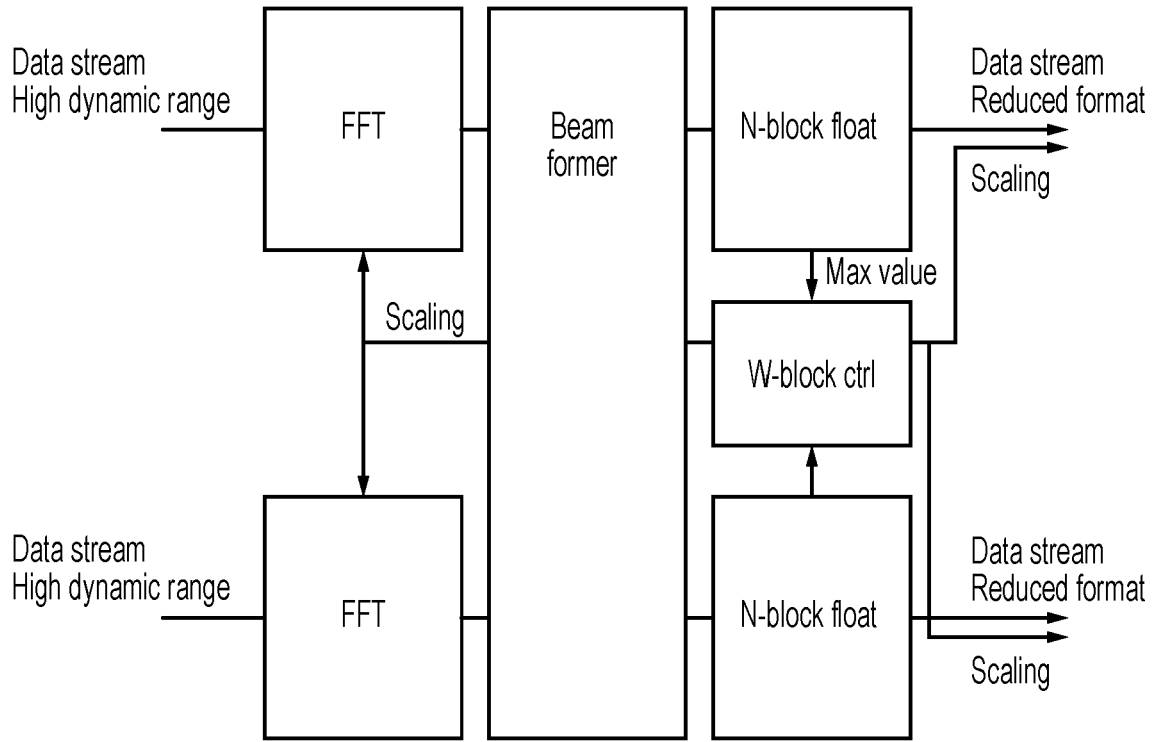 Data stream
High dynamic range
FFT
Beam
former
N-block float
Data stream
Reduced format
Scaling
Max value
Scaling
W-block ctrl
Data stream
High dynamic range
FFT
N-block float
Data stream
Reduced format
Scaling